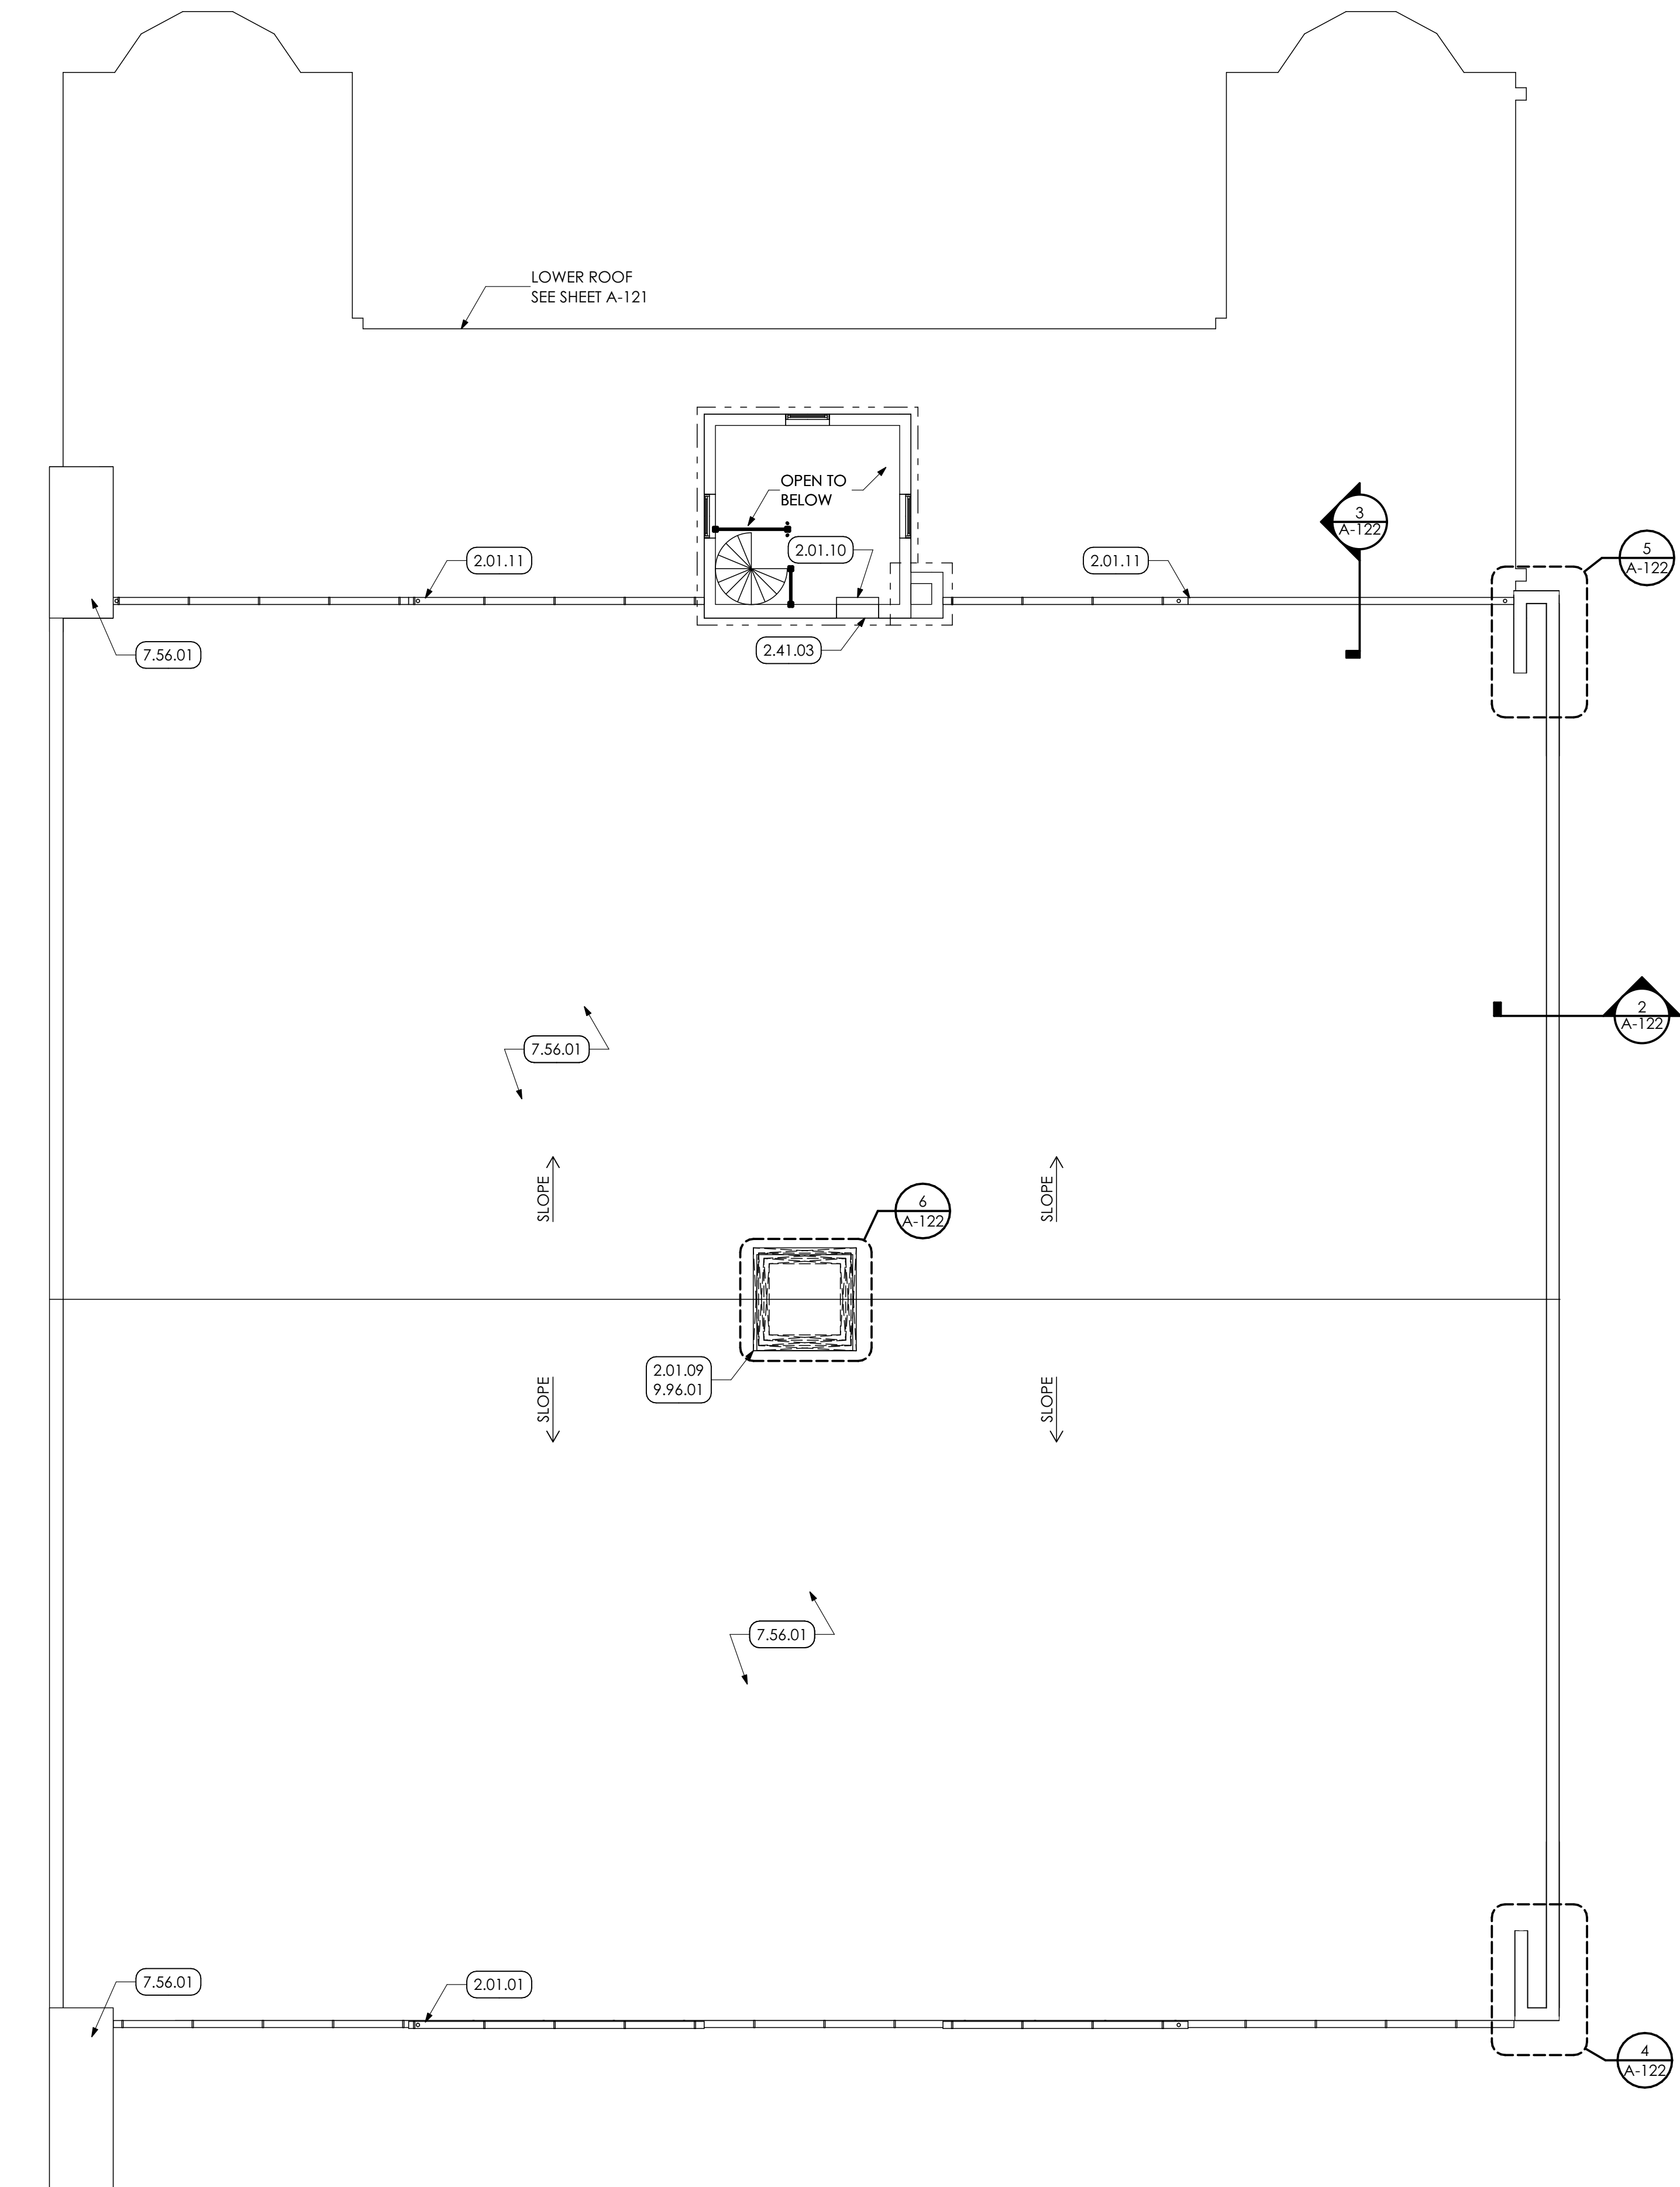 LOWER ROOF
SEE SHEET A-121
OPEN TO
BELOW
3
A-122
2.01.11
2.01.10
2.01.11
5
A-122
7.56.01
2.41.03
2
A-122
7.56.01
SLOPE
SLOPE
6
A-122
2.01.09
9.96.01
SLOPE
SLOPE
7.56.01
7.56.01
2.01.01
4
A-122